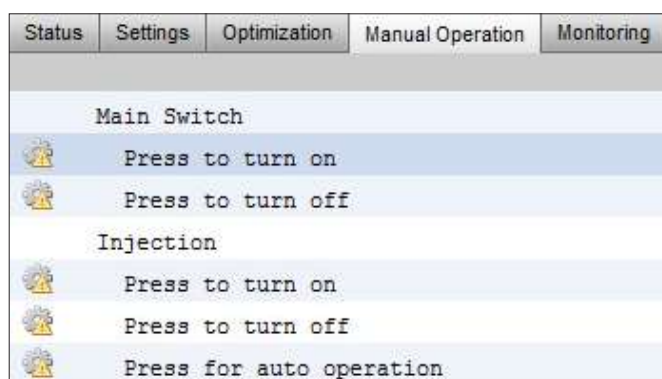 Status Settings Optimization Manual Operation Monitoring
Main Switch
Press to turn on
Press to turn off
Injection
Press to turn on
Press to turn off
Press for auto operation